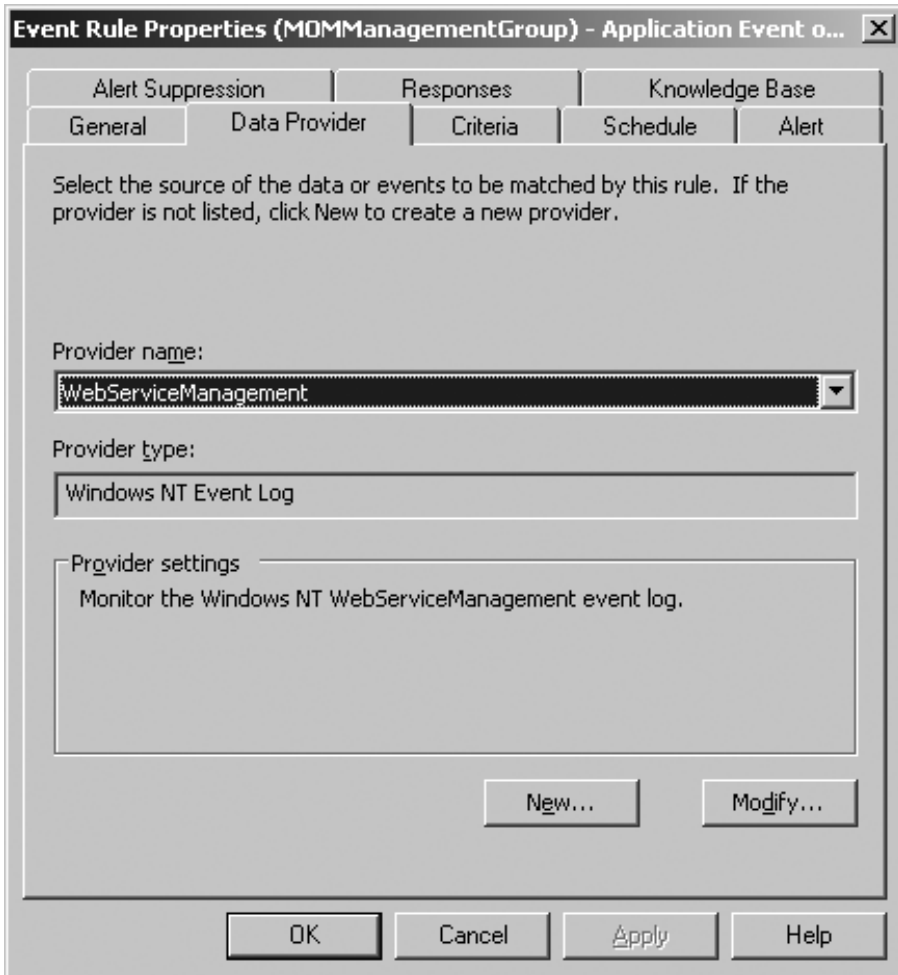 Event Rule Properties (MOMManagementGroup) - Application Event o...
Alert Suppression Responses Knowledge Base
General Data Provider Criteria Schedule Alert
Select the source of the data or events to be matched by this rule. If the
provider is not listed, click New to create a new provider.
Provider name:
WebServiceManagement
Provider type:
Windows NT Event Log
Provider settings
Monitor the Windows NT WebServiceManagement event log.
New... Modify...
OK Cancel Apply Help